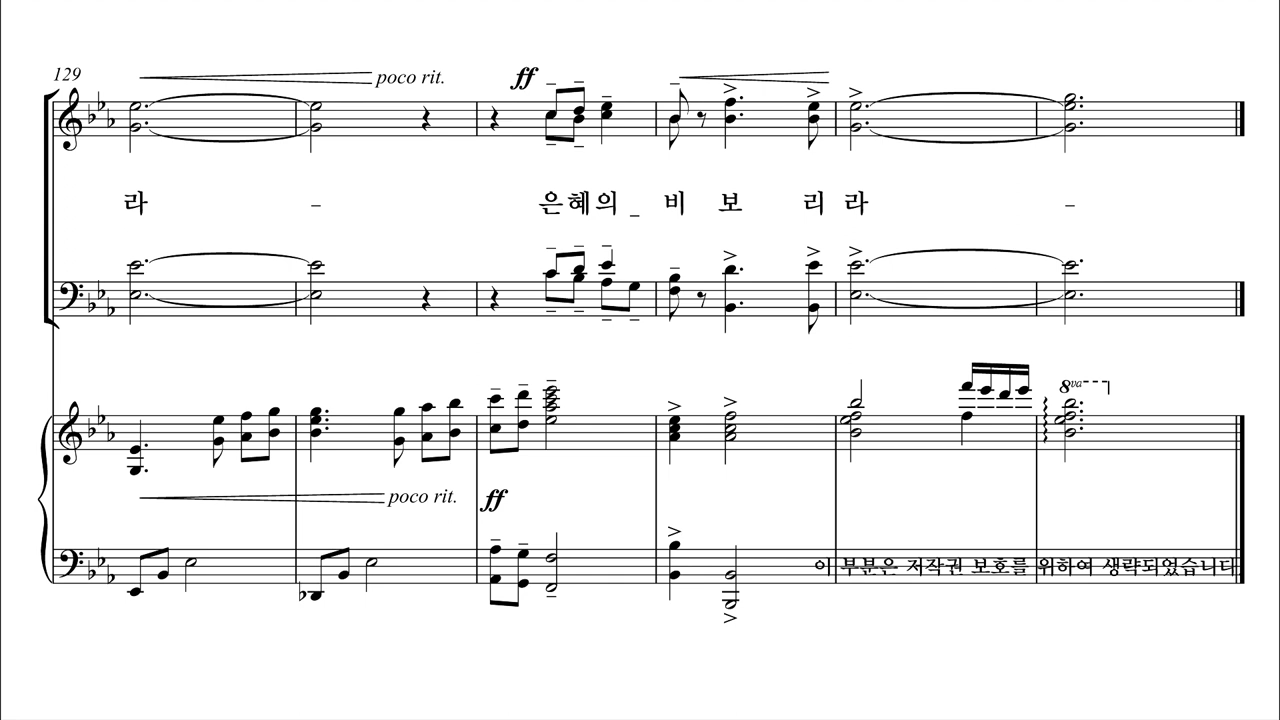 129
poco rit.
ff
라 - 은 혜 의 _ 비 보 리 라 -
poco rit.
ff
8va
이 부분은 저작권 보호를 위하여 생략되었습니다